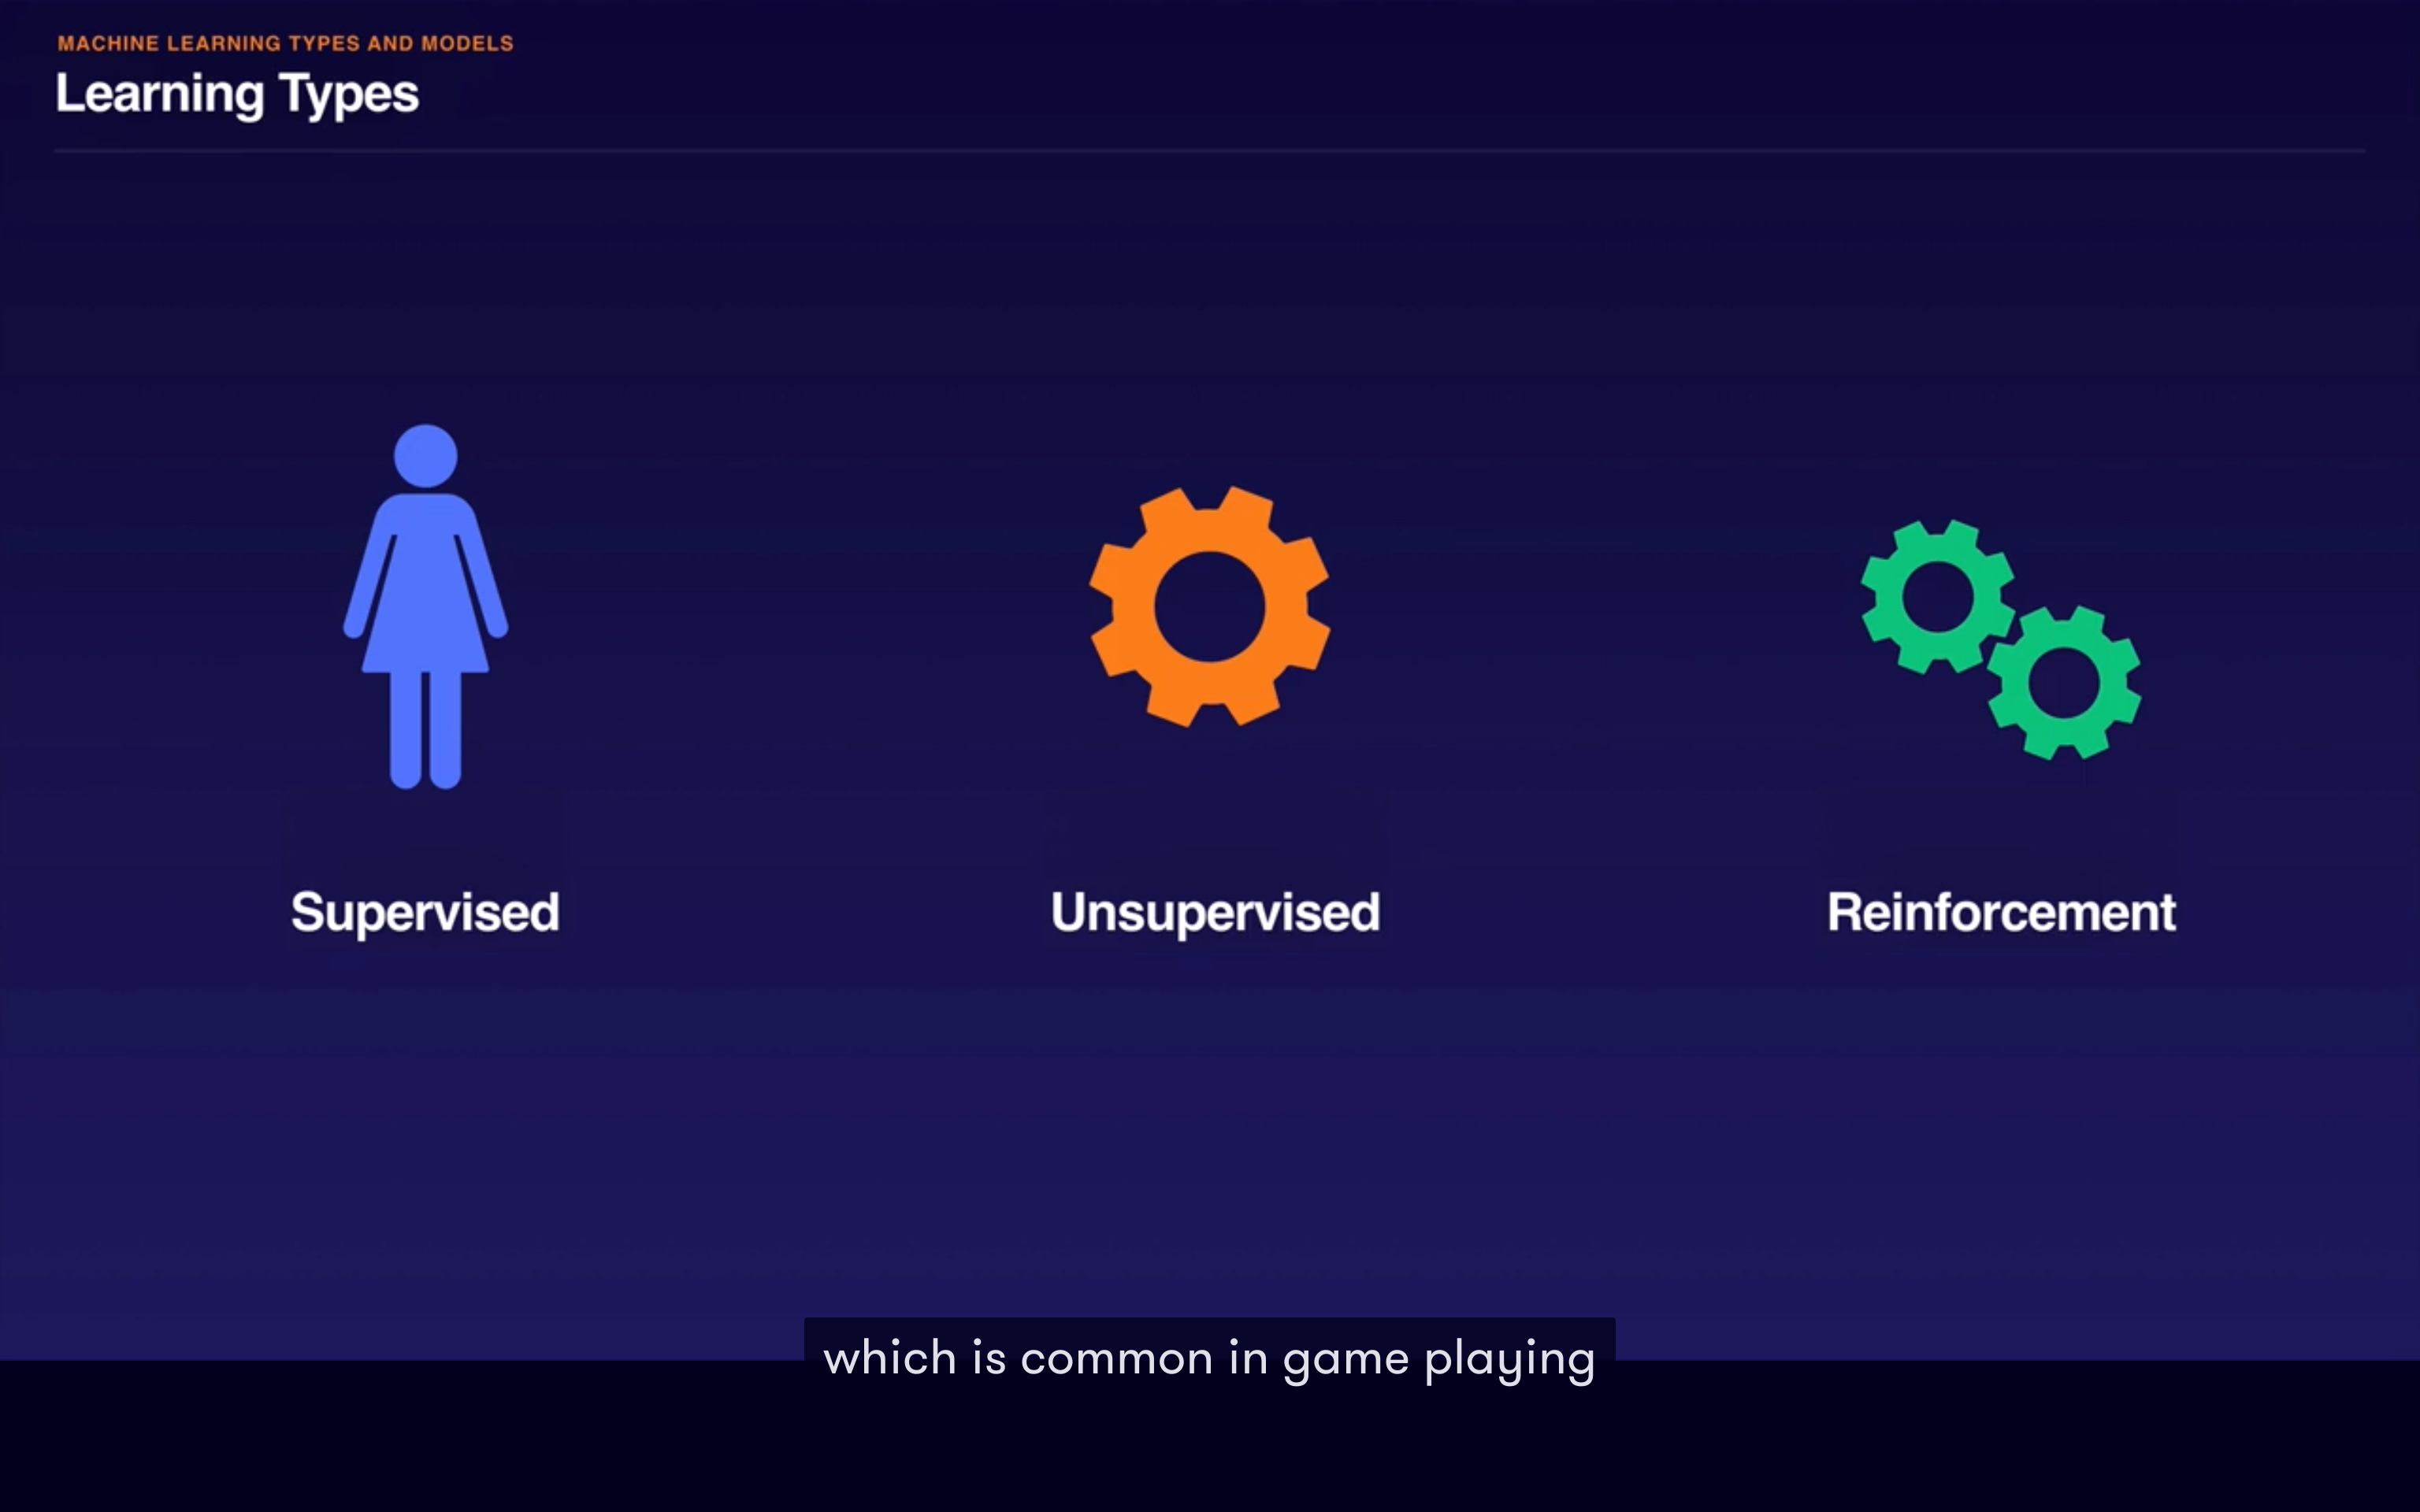 MACHINE LEARNING TYPES AND MODELS
Learning Types
Supervised
Unsupervised
Reinforcement
which is common in game playing